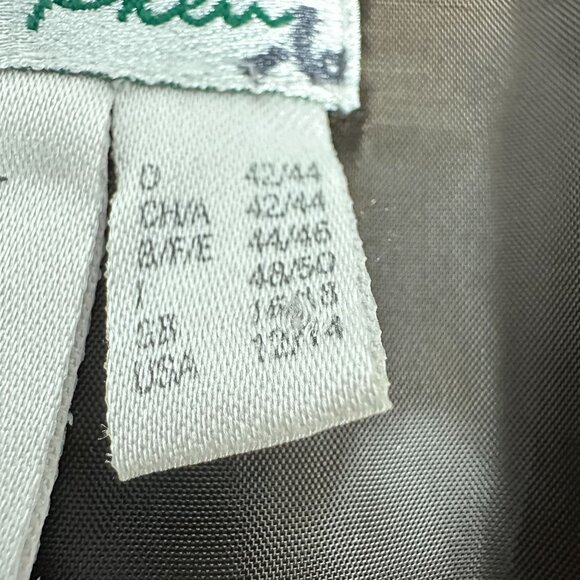 D 42/44
CH/A 42/44
B/F/E 44/46
I 48/50
GB 16/18
USA 12/14